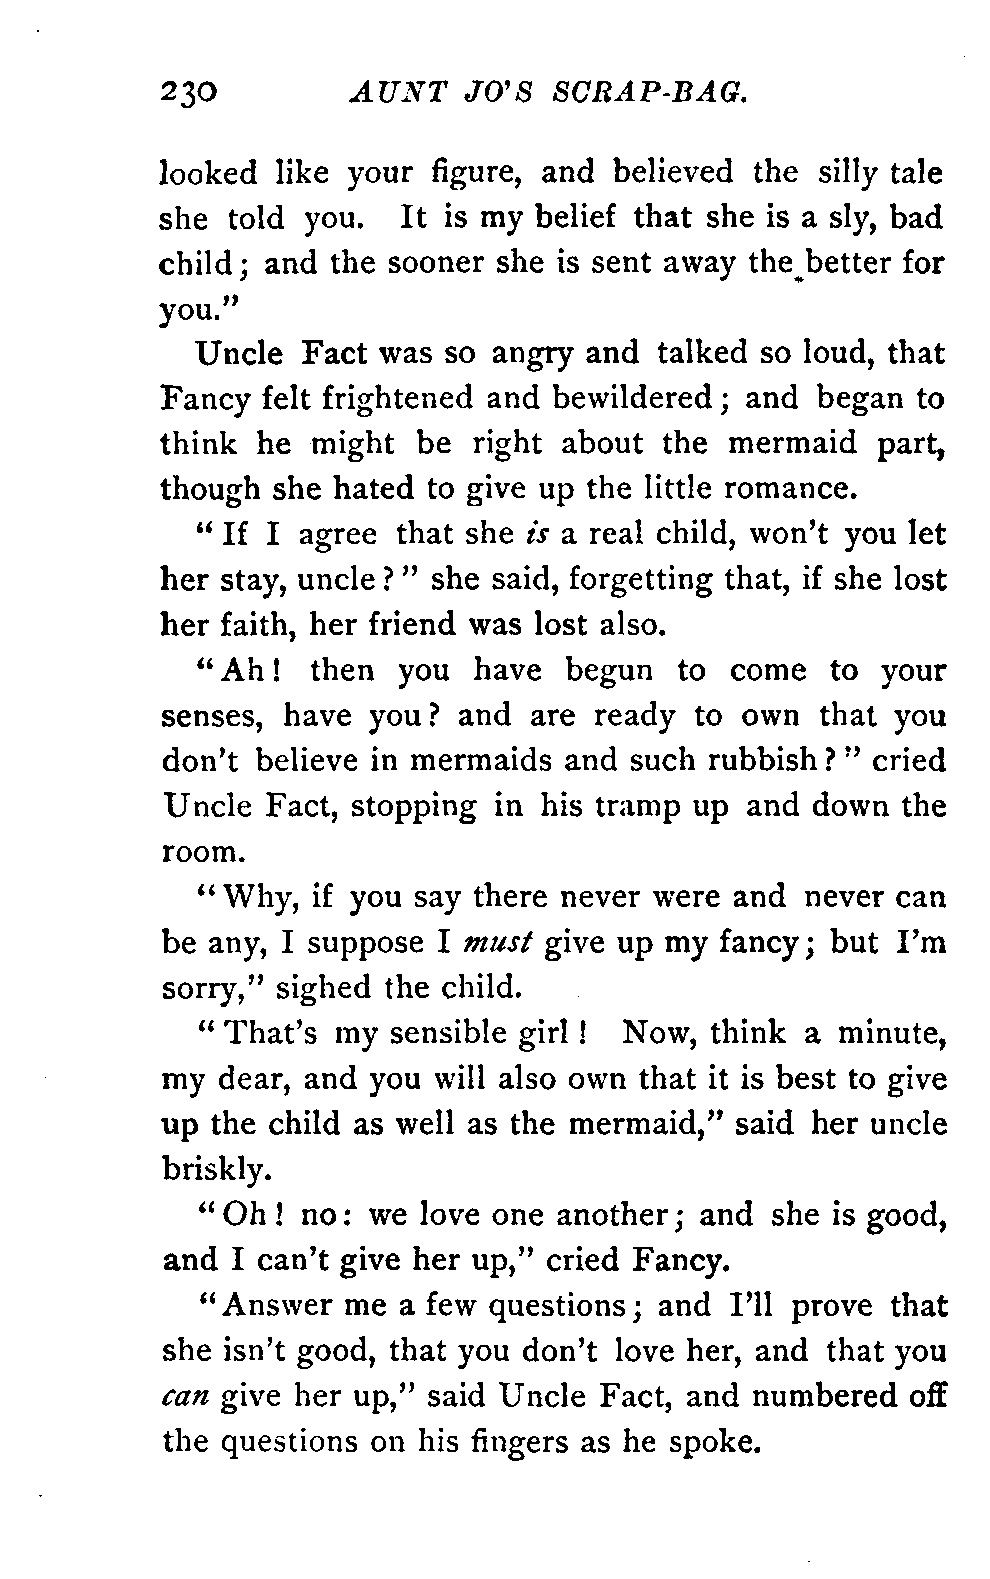 230 AUNT JO'S SCRAP-BAG.
looked like your figure, and believed the silly tale
she told you. It is my belief that she is a sly, bad
child; and the sooner she is sent away the better for
you."
Uncle Fact was so angry and talked so loud, that
Fancy felt frightened and bewildered; and began to
think he might be right about the mermaid part,
though she hated to give up the little romance.
"If I agree that she is a real child, won't you let
her stay, uncle?" she said, forgetting that, if she lost
her faith, her friend was lost also.
"Ah! then you have begun to come to your
senses, have you? and are ready to own that you
don't believe in mermaids and such rubbish?" cried
Uncle Fact, stopping in his tramp up and down the
room.
"Why, if you say there never were and never can
be any, I suppose I must give up my fancy; but I'm
sorry," sighed the child.
"That's my sensible girl! Now, think a minute,
my dear, and you will also own that it is best to give
up the child as well as the mermaid," said her uncle
briskly.
"Oh! no: we love one another; and she is good,
and I can't give her up," cried Fancy.
"Answer me a few questions; and I'll prove that
she isn't good, that you don't love her, and that you
can give her up," said Uncle Fact, and numbered off
the questions on his fingers as he spoke.